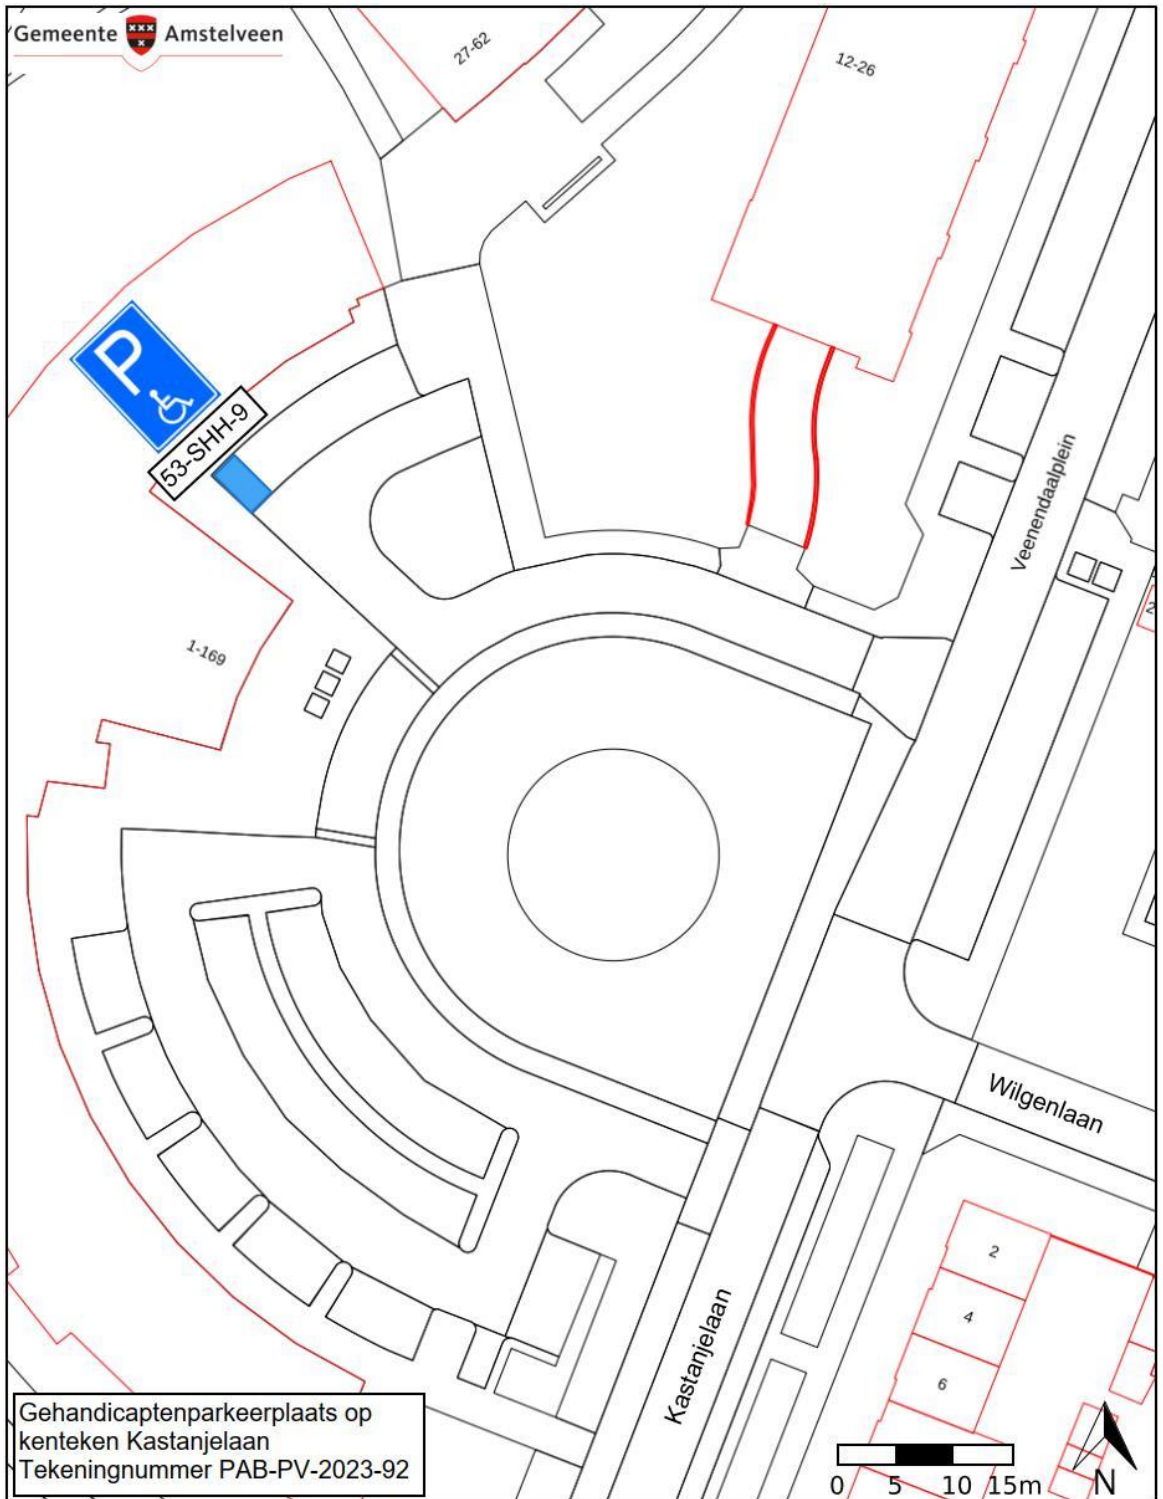 Gemeente Amstelveen
27-62
12-26
P
53-SHH-9
Veenendaalplein
2
1-169
Wilgenlaan
2
4
6
Kastanjelaan
Gehandicaptenparkeerplaats op
kenteken Kastanjelaan
Tekeningnummer PAB-PV-2023-92
0 5 10 15m
N